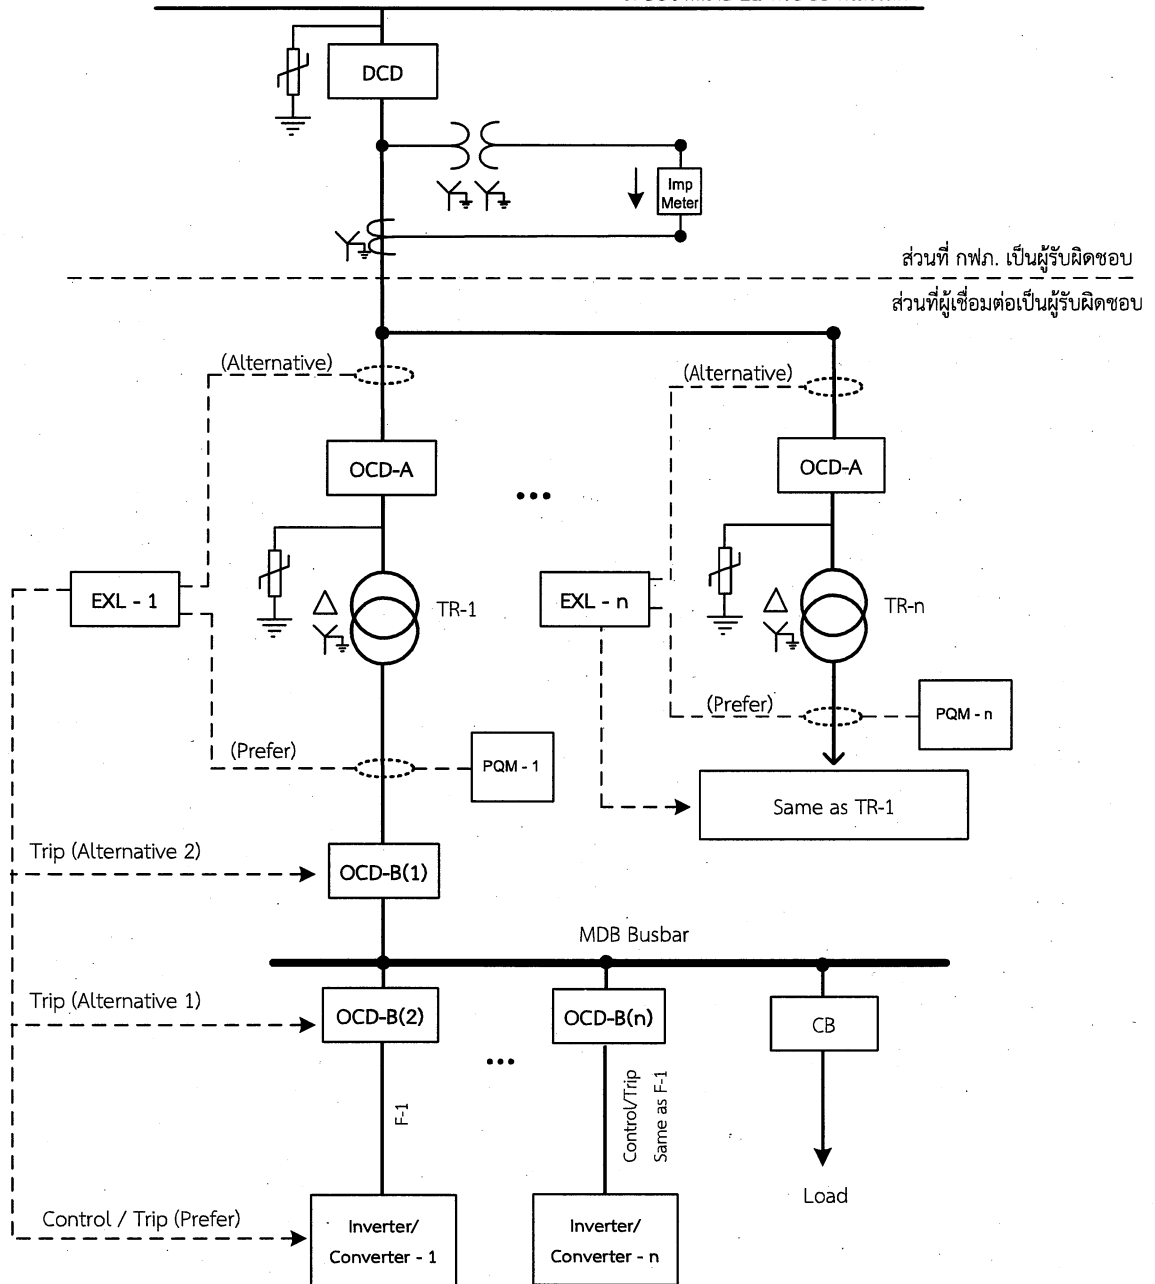 DCD
Imp
Meter
ส่วนที่ กฟภ. เป็นผู้รับผิดชอบ
ส่วนที่ผู้เชื่อมต่อเป็นผู้รับผิดชอบ
(Alternative)
(Alternative)
OCD-A
OCD-A
EXL - 1
TR-1
EXL - n
TR-n
(Prefer)
PQM - n
(Prefer)
PQM - 1
Same as TR-1
Trip (Alternative 2)
OCD-B(1)
MDB Busbar
Trip (Alternative 1)
OCD-B(2)
OCD-B(n)
CB
F-1
Control/Trip
Same as F-1
Load
Control / Trip (Prefer)
Inverter/
Converter - 1
Inverter/
Converter - n